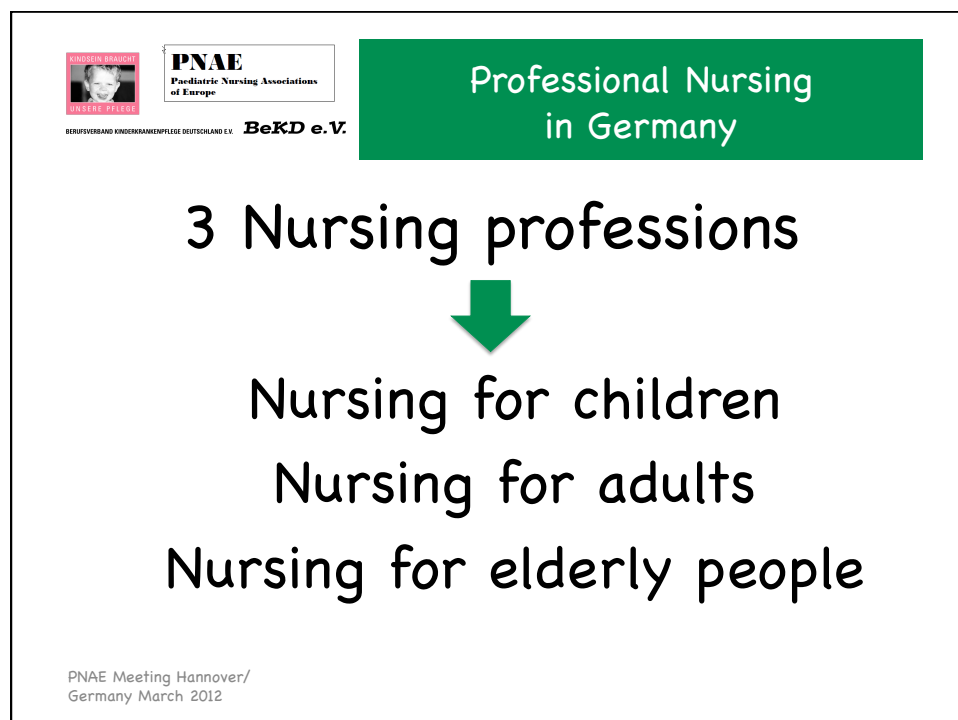 KINDSEIN BRAUCHT
UNSERE PFLEGE
PNAE
Paediatric Nursing Associations
of Europe
BERUFSVERBAND KINDERKRANKENPFLEGE DEUTSCHLAND E.V. BeKD e.V.
Professional Nursing
in Germany
3 Nursing professions
Nursing for children
Nursing for adults
Nursing for elderly people
PNAE Meeting Hannover/
Germany March 2012